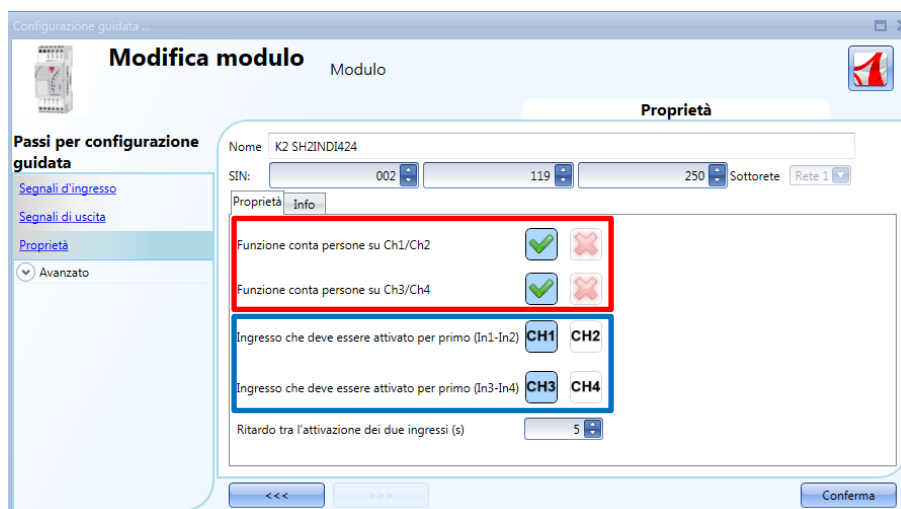 Configurazione guidata ...
Modifica modulo Modulo
Proprietà
Passi per configurazione guidata
Segnali d'ingresso
Segnali di uscita
Proprietà
Avanzato
Nome K2 SH2INDI424
SIN: 002 119 250 Sottorete Rete 1
Proprietà Info
Funzione conta persone su Ch1/Ch2
Funzione conta persone su Ch3/Ch4
Ingresso che deve essere attivato per primo (In1-In2) CH1 CH2
Ingresso che deve essere attivato per primo (In3-In4) CH3 CH4
Ritardo tra l'attivazione dei due ingressi (s) 5
<<< >>> Conferma